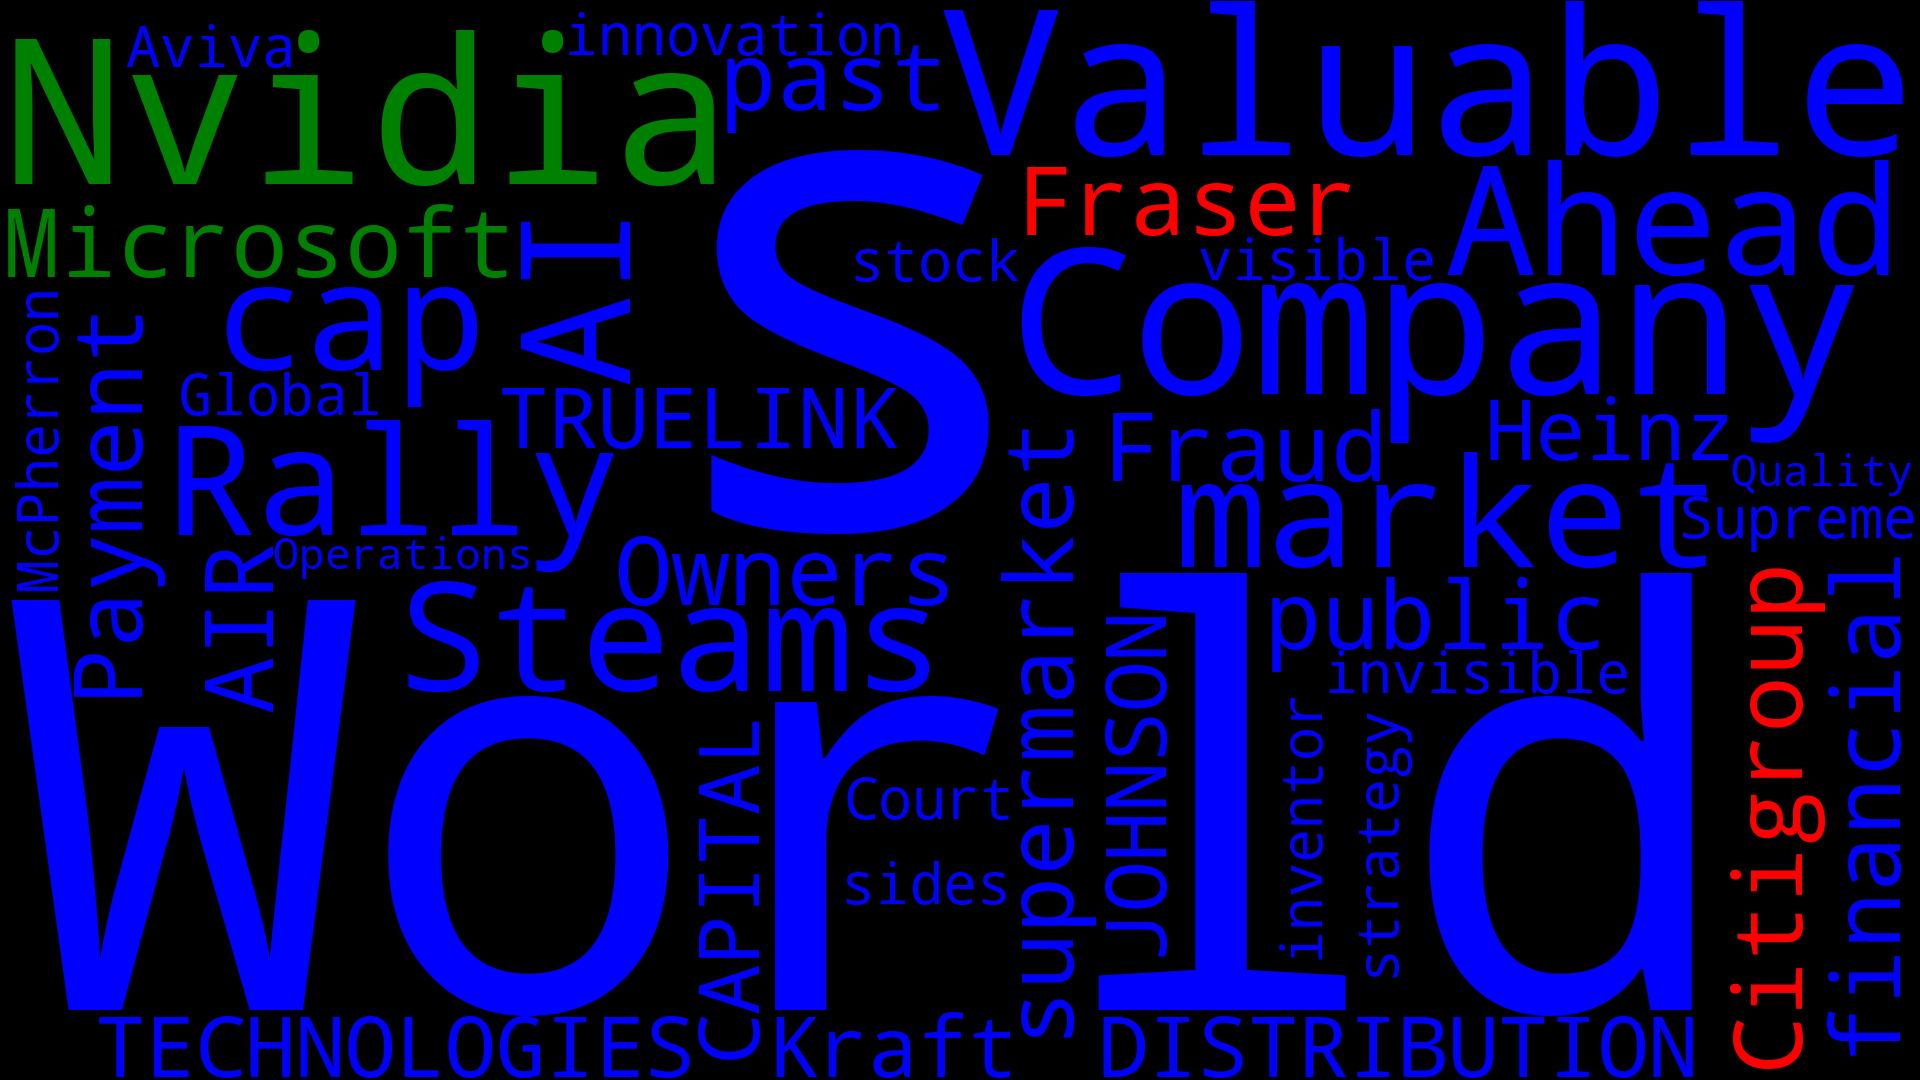 Nvidia
Aviva
innovation
past
Valuable
Microsoft
AI
S
Fraser
stock
visible
Ahead
Company
cap
McPherron
Payment
Global
TRUELINK
Rally
Fraud
Heinz
Quality
market
Supreme
AIR
Operations
Owners
Steams
supermarket
public
invisible
Citigroup
financial
World
JOHNSON
CAPITAL
Court
sides
inventor
strategy
TECHNOLOGIES
Kraft
DISTRIBUTION